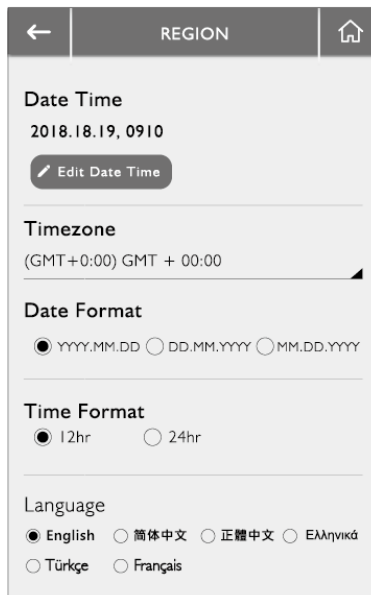 REGION
Date Time
2018.18.19, 0910
Edit Date Time
Timezone
(GMT+0:00) GMT + 00:00
Date Format
YYYY.MM.DD DD.MM.YYYY MM.DD.YYYY
Time Format
12hr 24hr
Language
English 简体中文 正體中文 Ελληνικά
Türkçe Français